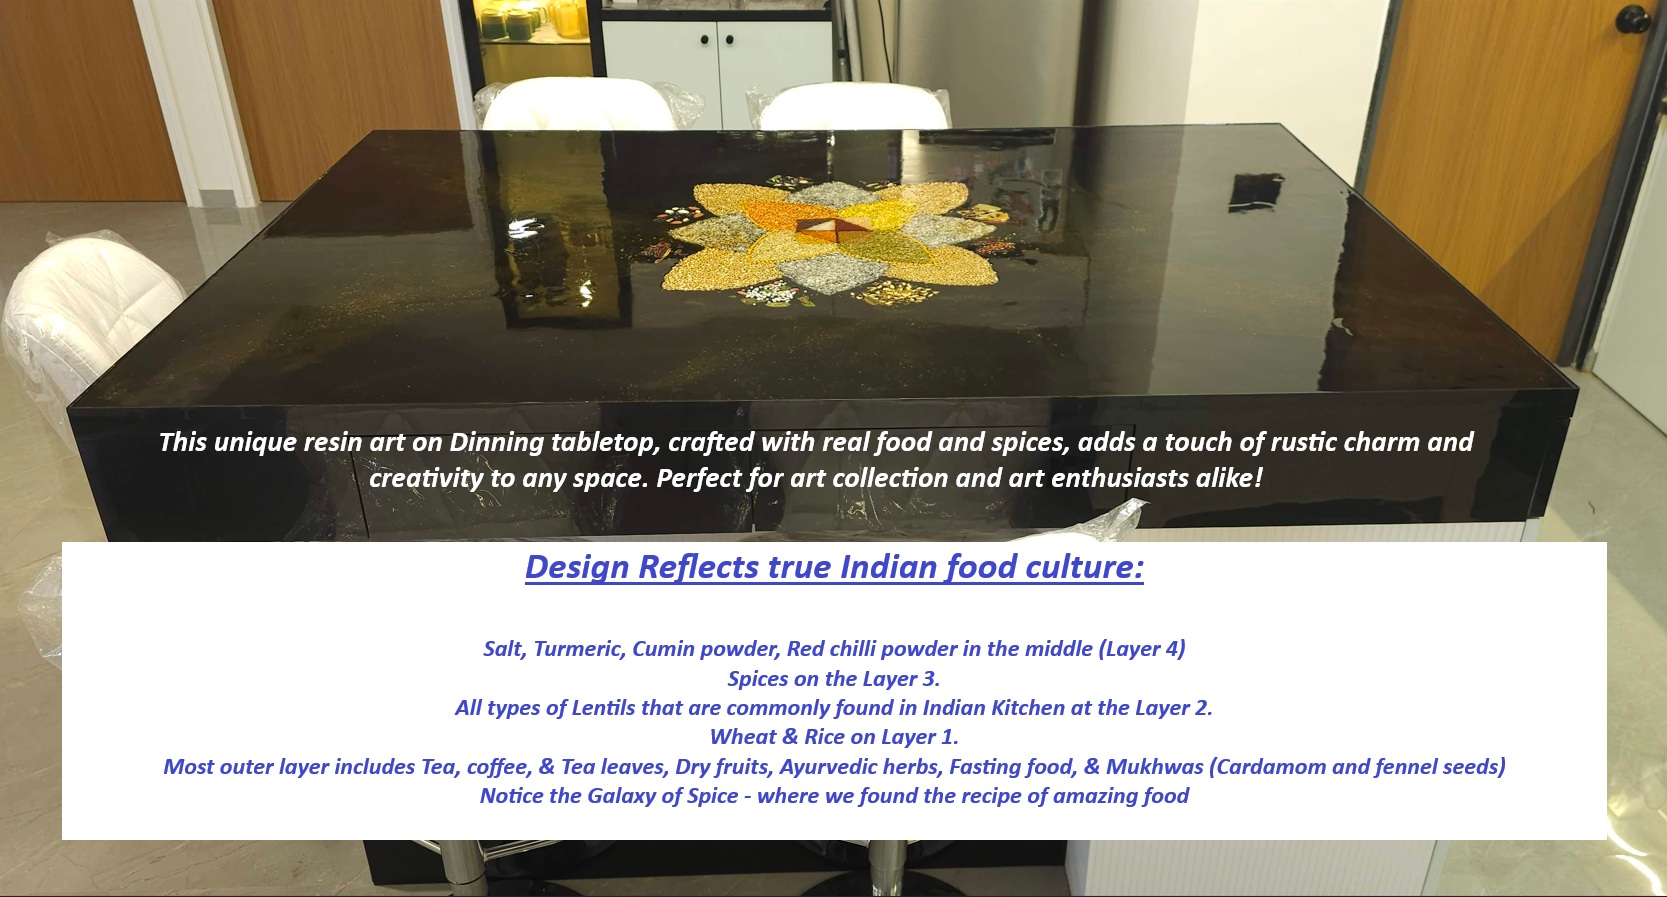 This unique resin art on Dinning tabletop, crafted with real food and spices, adds a touch of rustic charm and
creativity to any space. Perfect for art collection and art enthusiasts alike!
Design Reflects true Indian food culture:
Salt, Turmeric, Cumin powder, Red chilli powder in the middle (Layer 4)
Spices on the Layer 3.
All types of Lentils that are commonly found in Indian Kitchen at the Layer 2.
Wheat & Rice on Layer 1.
Most outer layer includes Tea, coffee, & Tea leaves, Dry fruits, Ayurvedic herbs, Fasting food, & Mukhwas (Cardamom and fennel seeds)
Notice the Galaxy of Spice - where we found the recipe of amazing food